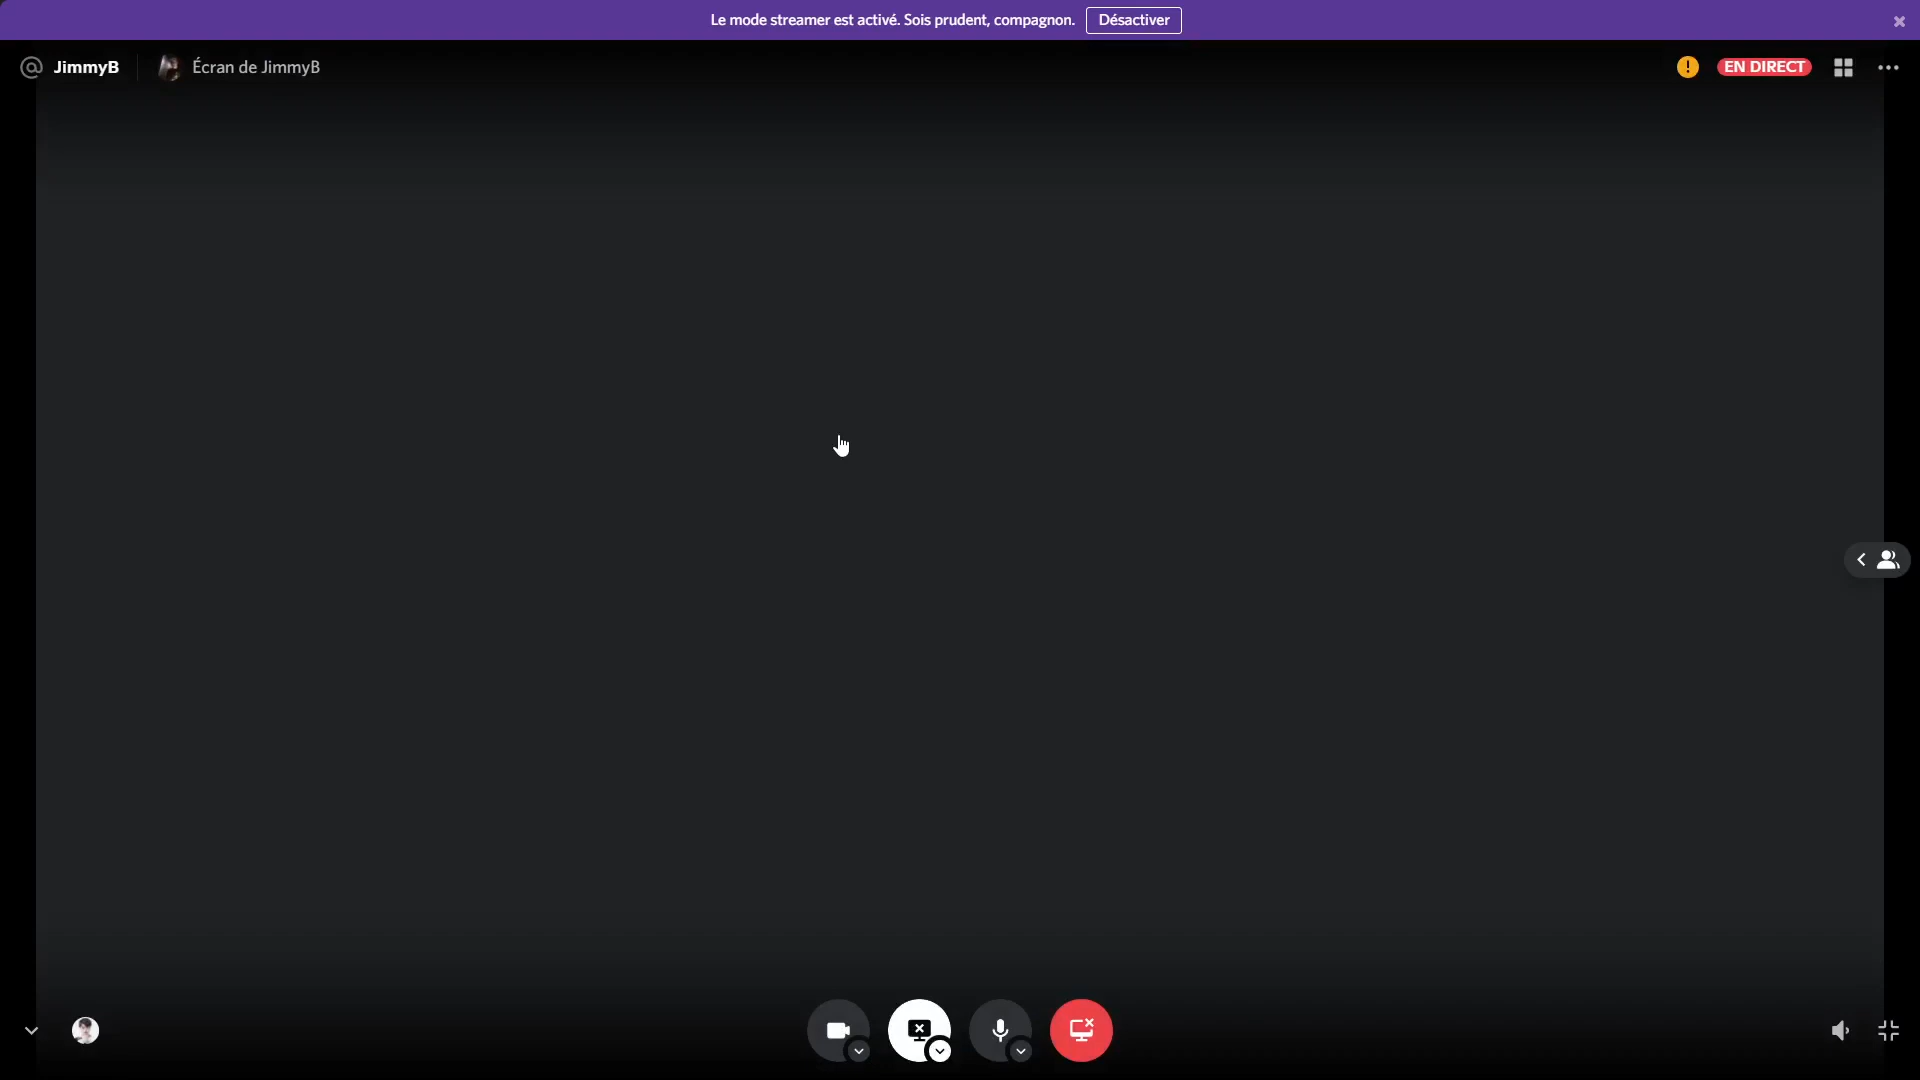 Le mode streamer est activé. Sois prudent, compagnon. Désactiver
JimmyB Écran de JimmyB EN DIRECT